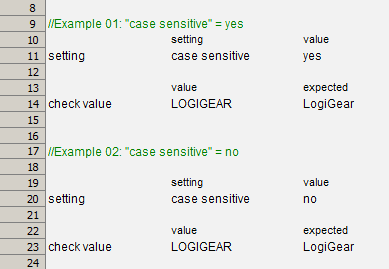 8
9 //Example 01: "case sensitive" = yes
10 setting value
11 setting case sensitive yes
12
13 value expected
14 check value LOGIGEAR LogiGear
15
16
17 //Example 02: "case sensitive" = no
18
19 setting value
20 setting case sensitive no
21
22 value expected
23 check value LOGIGEAR LogiGear
24